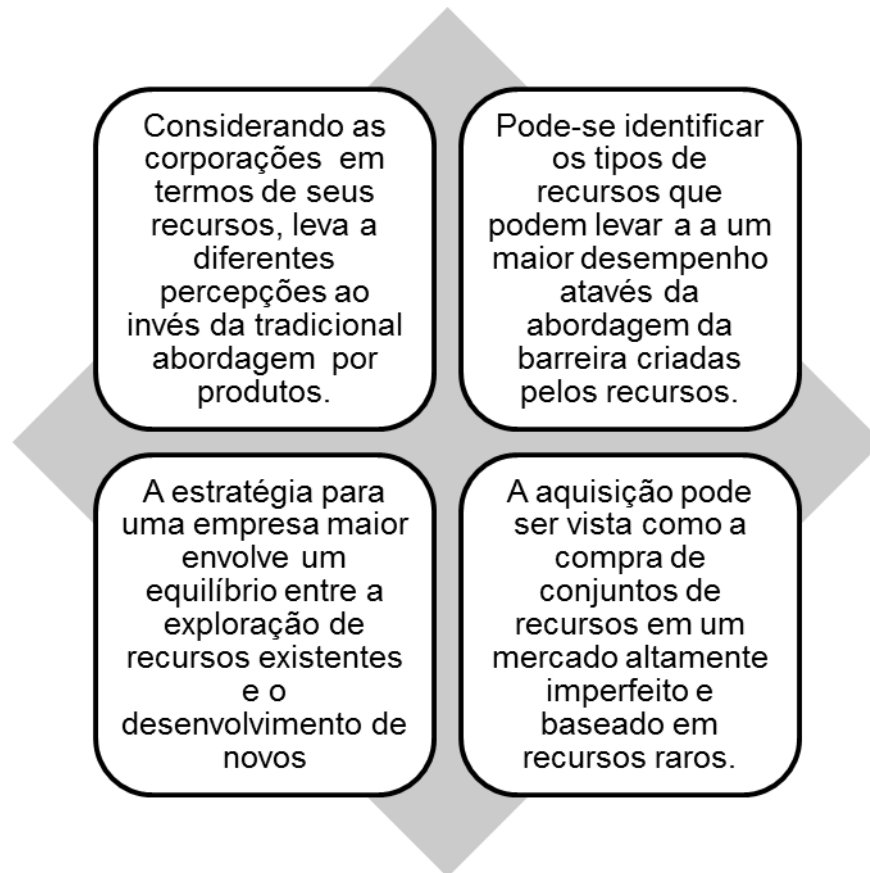 Considerando as
corporações em
termos de seus
recursos, leva a
diferentes
percepções ao
invés da tradicional
abordagem por
produtos.
Pode-se identificar
os tipos de
recursos que
podem levar a a um
maior desempenho
atavés da
abordagem da
barreira criadas
pelos recursos.
A estratégia para
uma empresa maior
envolve um
equilíbrio entre a
exploração de
recursos existentes
e o
desenvolvimento de
novos
A aquisição pode
ser vista como a
compra de
conjuntos de
recursos em um
mercado altamente
imperfeito e
baseado em
recursos raros.